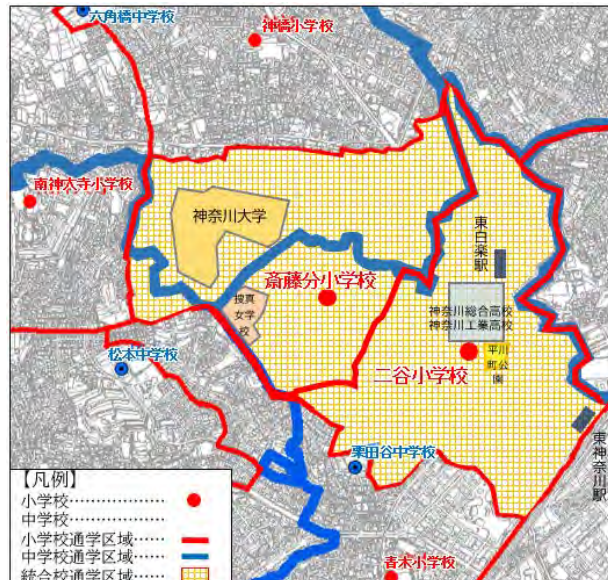 六角橋中学校
神橋小学校
南神大寺小学校
神奈川大学
東白楽駅
斎藤分小学校
捜真
女学
校
神奈川総合高校
神奈川工業高校
平川
町公
園
二谷小学校
松本中学校
東神奈川駅
栗田谷中学校
青木小学校
【凡例】
小学校‥‥‥‥‥‥‥
中学校‥‥‥‥‥‥‥
小学校通学区域‥‥
中学校通学区域‥‥
統合校通学区域‥‥